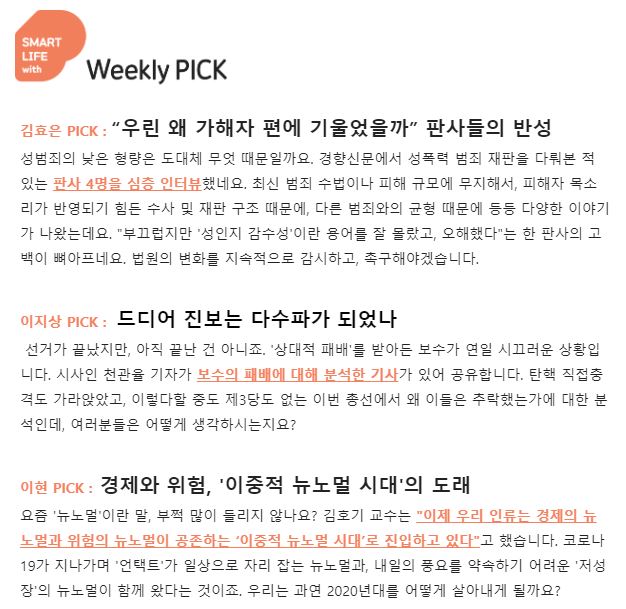 SMART
LIFE
with
Weekly PICK
김효은 PICK : “우린 왜 가해자 편에 기울었을까” 판사들의 반성
성범죄의 낮은 형량은 도대체 무엇 때문일까요. 경향신문에서 성폭력 범죄 재판을 다뤄본 적
있는 판사 4명을 심층 인터뷰했네요. 최신 범죄 수법이나 피해 규모에 무지해서, 피해자 목소
리가 반영되기 힘든 수사 및 재판 구조 때문에, 다른 범죄와의 균형 때문에 등등 다양한 이야기
가 나왔는데요. "부끄럽지만 '성인지 감수성'이란 용어를 잘 몰랐고, 오해했다"는 한 판사의 고
백이 뼈아프네요. 법원의 변화를 지속적으로 감시하고, 촉구해야겠습니다.
이지상 PICK : 드디어 진보는 다수파가 되었나
선거가 끝났지만, 아직 끝난 건 아니죠. '상대적 패배'를 받아든 보수가 연일 시끄러운 상황입
니다. 시사인 천관율 기자가 보수의 패배에 대해 분석한 기사가 있어 공유합니다. 탄핵 직접충
격도 가라앉았고, 이렇다할 중도 제3당도 없는 이번 총선에서 왜 이들은 추락했는가에 대한 분
석인데, 여러분들은 어떻게 생각하시는지요?
이현 PICK : 경제와 위험, '이중적 뉴노멀 시대'의 도래
요즘 '뉴노멀'이란 말, 부쩍 많이 들리지 않나요? 김호기 교수는 "이제 우리 인류는 경제의 뉴
노멀과 위험의 뉴노멀이 공존하는 ‘이중적 뉴노멀 시대’로 진입하고 있다"고 했습니다. 코로나
19가 지나가며 '언택트'가 일상으로 자리 잡는 뉴노멀과, 내일의 풍요를 약속하기 어려운 '저성
장'의 뉴노멀이 함께 왔다는 것이죠. 우리는 과연 2020년대를 어떻게 살아내게 될까요?